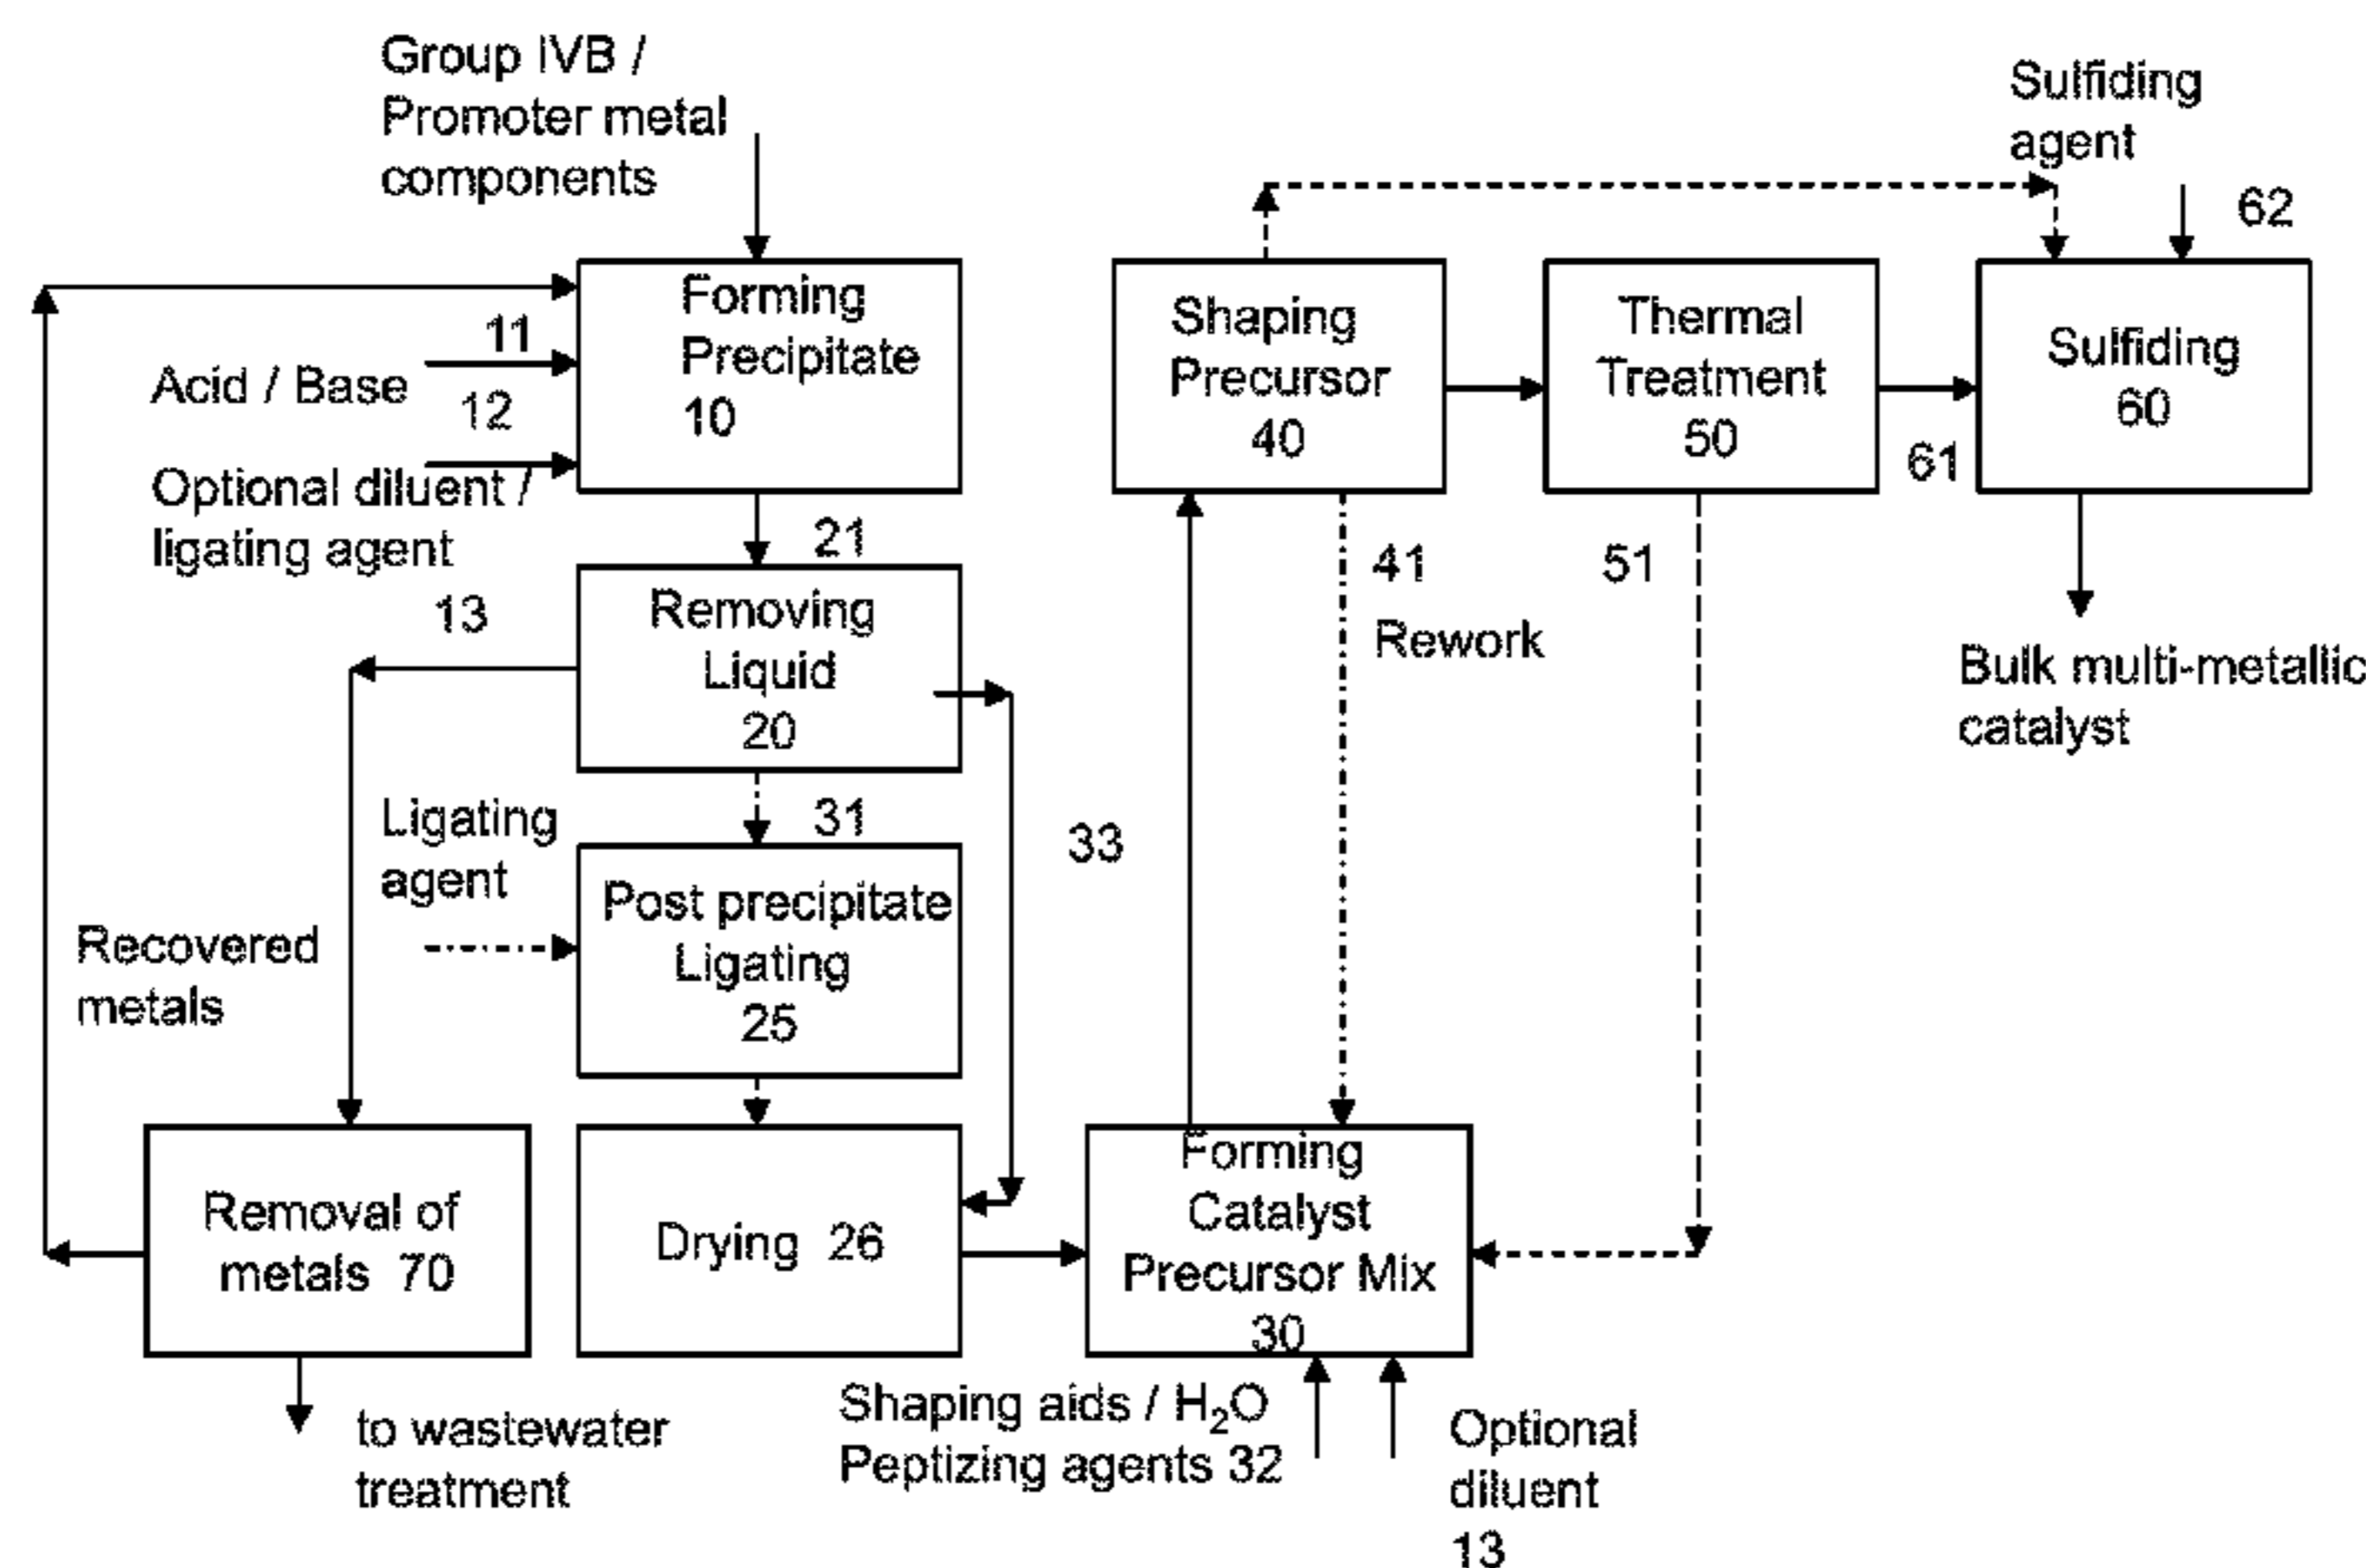 Group IVB /
Promoter metal
components
Sulfiding
agent
62
Forming
Precipitate
10
11
Acid / Base
12
Optional diluent /
ligating agent
13
Shaping
Precursor
40
Thermal
Treatment
50
61
Sulfiding
60
21
Removing
Liquid
20
41
Rework
51
Bulk multi-metallic
catalyst
Ligating
agent
31
33
Post precipitate
Ligating
25
Recovered
metals
Removal of
metals 70
Drying 26
Forming
Catalyst
Precursor Mix
30
to wastewater
treatment
Shaping aids / H₂O
Peptizing agents 32
Optional
diluent
13